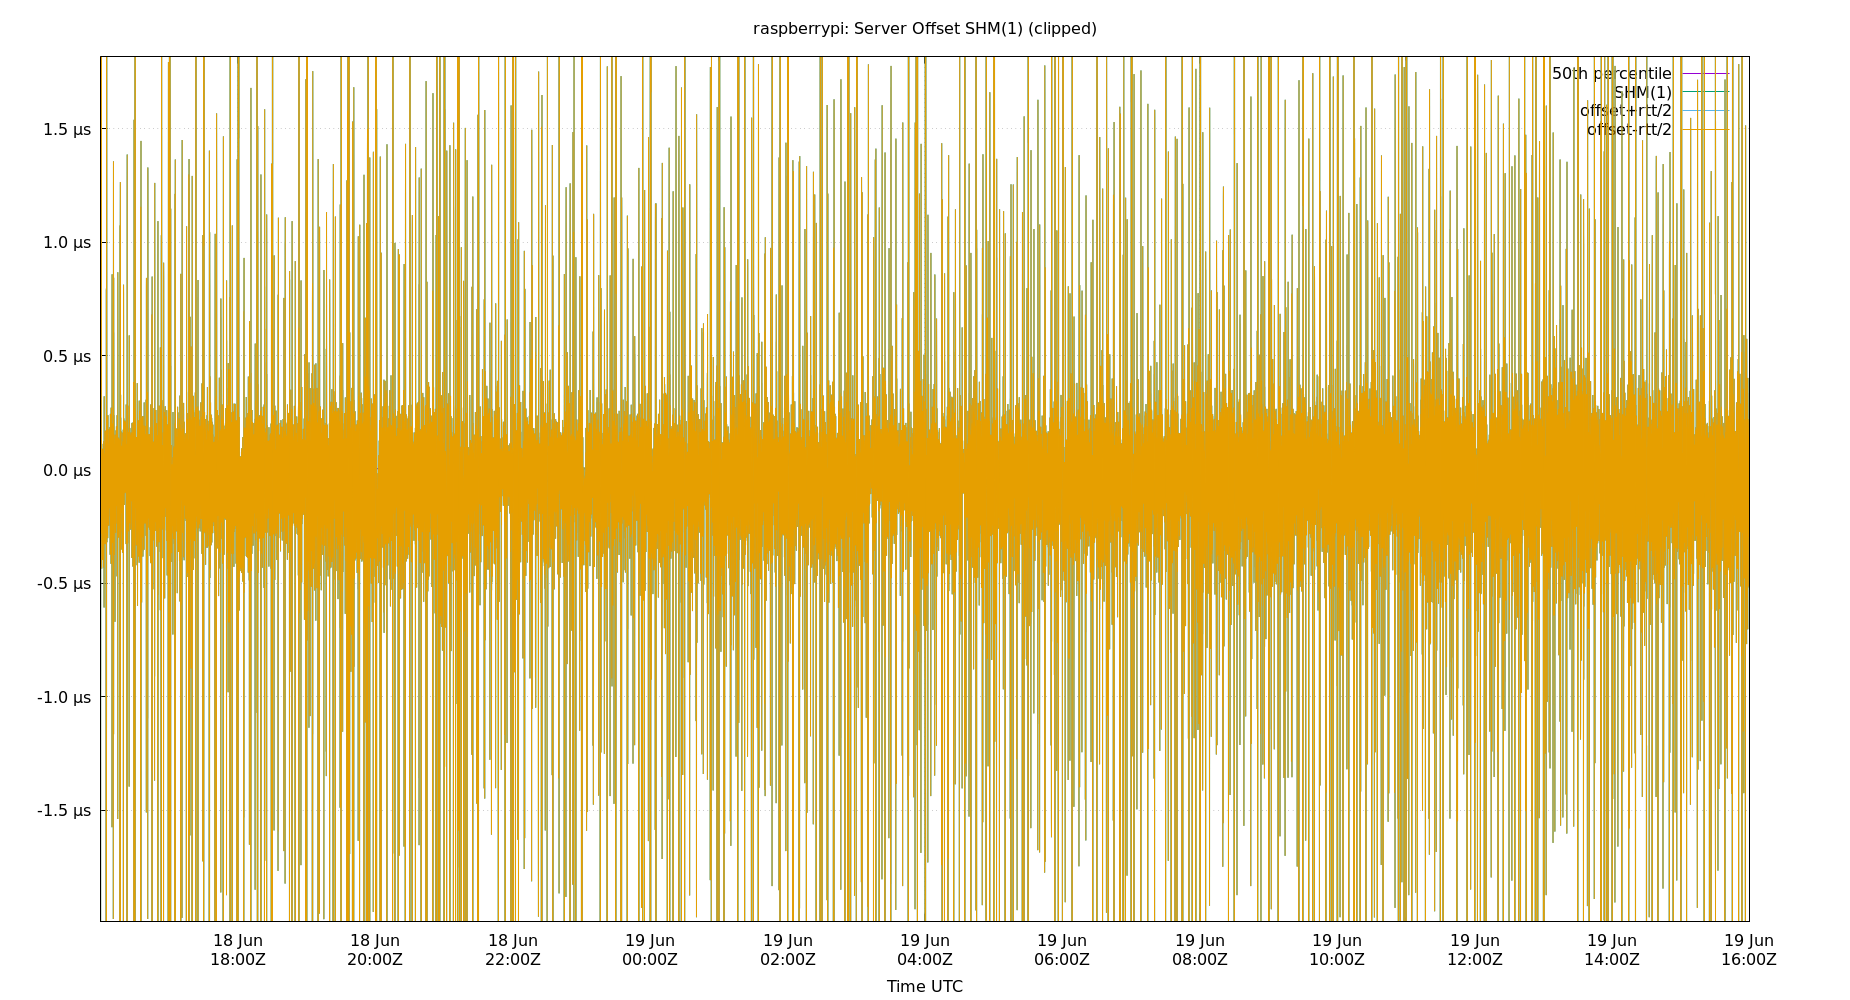 raspberrypi: Server Offset SHM(1) (clipped)
50th percentile
SHM(1)
offset+rtt/2
offset-rtt/2
1.5 µs
1.0 µs
0.5 µs
0.0 µs
-0.5 µs
-1.0 µs
-1.5 µs
18 Jun 18 Jun 18 Jun 19 Jun 19 Jun 19 Jun 19 Jun 19 Jun 19 Jun 19 Jun 19 Jun 19 Jun
18:00Z 20:00Z 22:00Z 00:00Z 02:00Z 04:00Z 06:00Z 08:00Z 10:00Z 12:00Z 14:00Z 16:00Z
Time UTC